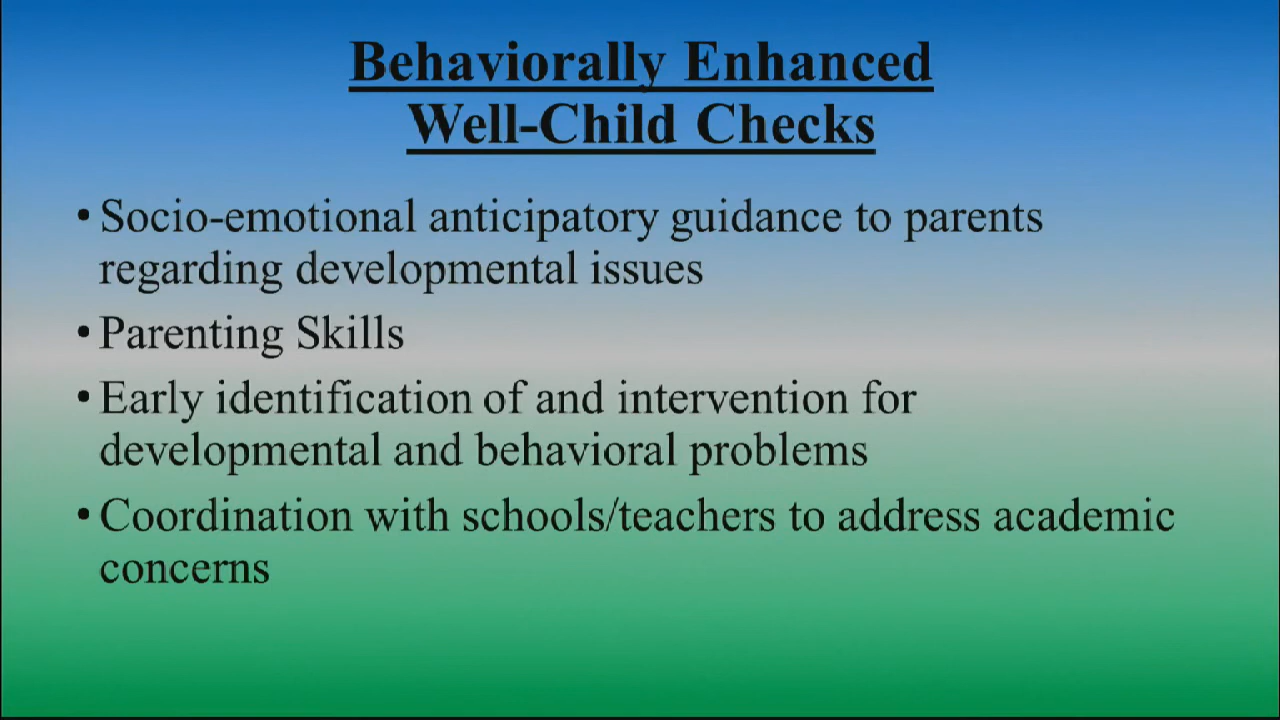 Behaviorally Enhanced
Well-Child Checks
• Socio-emotional anticipatory guidance to parents
regarding developmental issues
• Parenting Skills
• Early identification of and intervention for
developmental and behavioral problems
• Coordination with schools/teachers to address academic
concerns